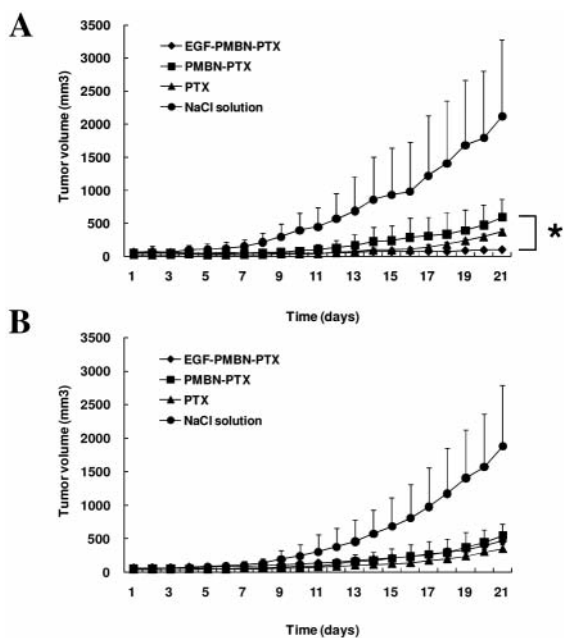 A
3500
3000
2500
2000
1500
1000
500
0
Tumor volume (mm3)
EGF-PMBN-PTX
PMBN-PTX
PTX
NaCl solution
*
1 3 5 7 9 11 13 15 17 19 21
Time (days)
B
3500
3000
2500
2000
1500
1000
500
0
Tumor volume (mm3)
EGF-PMBN-PTX
PMBN-PTX
PTX
NaCl solution
1 3 5 7 9 11 13 15 17 19 21
Time (days)